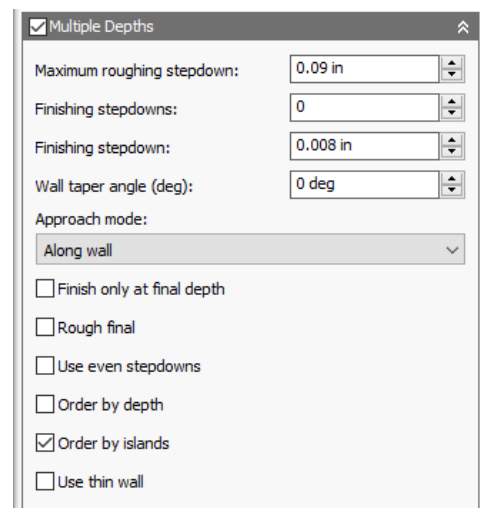 Multiple Depths
Maximum roughing stepdown: 0.09 in
Finishing stepdowns: 0
Finishing stepdown: 0.008 in
Wall taper angle (deg): 0 deg
Approach mode:
Along wall
Finish only at final depth
Rough final
Use even stepdowns
Order by depth
Order by islands
Use thin wall